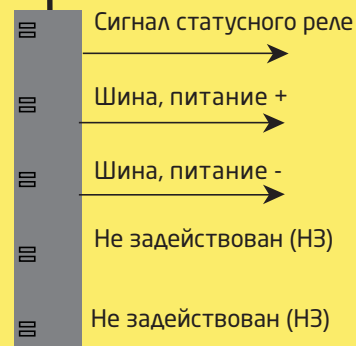 Сигнал статусного реле
Шина, питание +
Шина, питание -
Не задействован (НЗ)
Не задействован (НЗ)